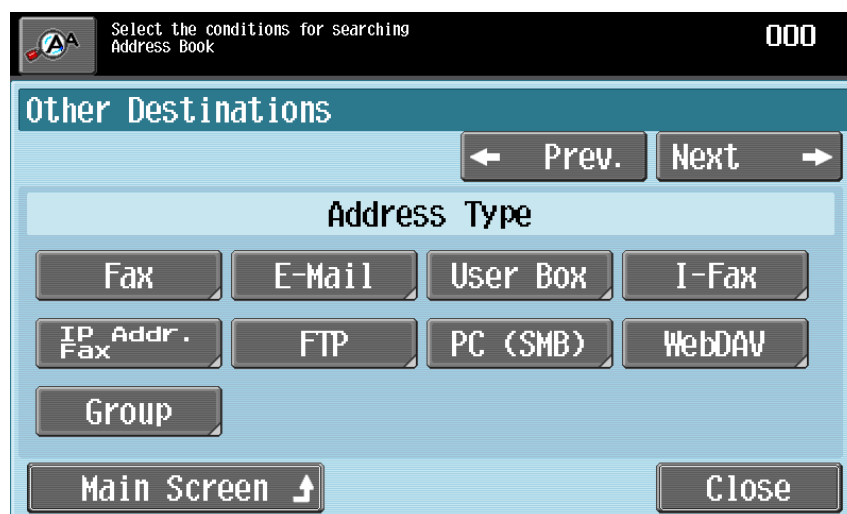 AA
Select the conditions for searching
Address Book
000
Other Destinations
← Prev.
Next →
Address Type
Fax
E-Mail
User Box
I-Fax
IP Addr.
Fax
FTP
PC (SMB)
WebDAV
Group
Main Screen
Close